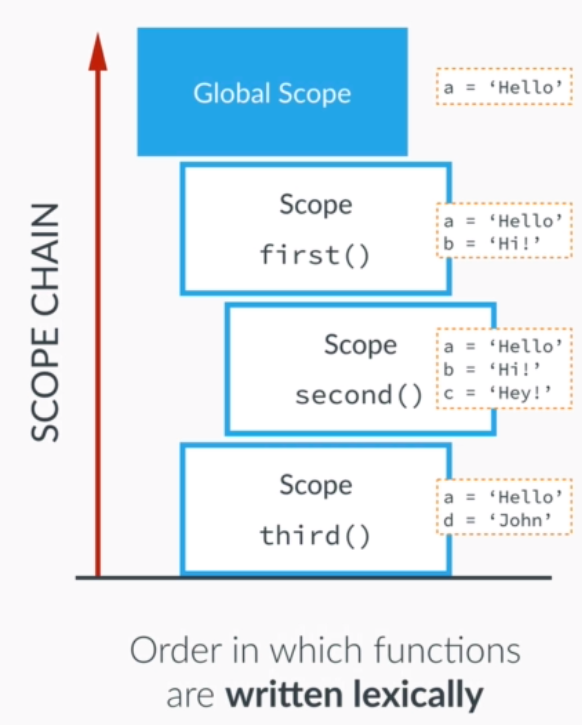 Global Scope
a = ‘Hello’
SCOPE CHAIN
Scope
first()
a = ‘Hello’
b = ‘Hi!’
Scope
second()
a = ‘Hello’
b = ‘Hi!’
c = ‘Hey!’
Scope
third()
a = ‘Hello’
d = ‘John’
Order in which functions
are written lexically